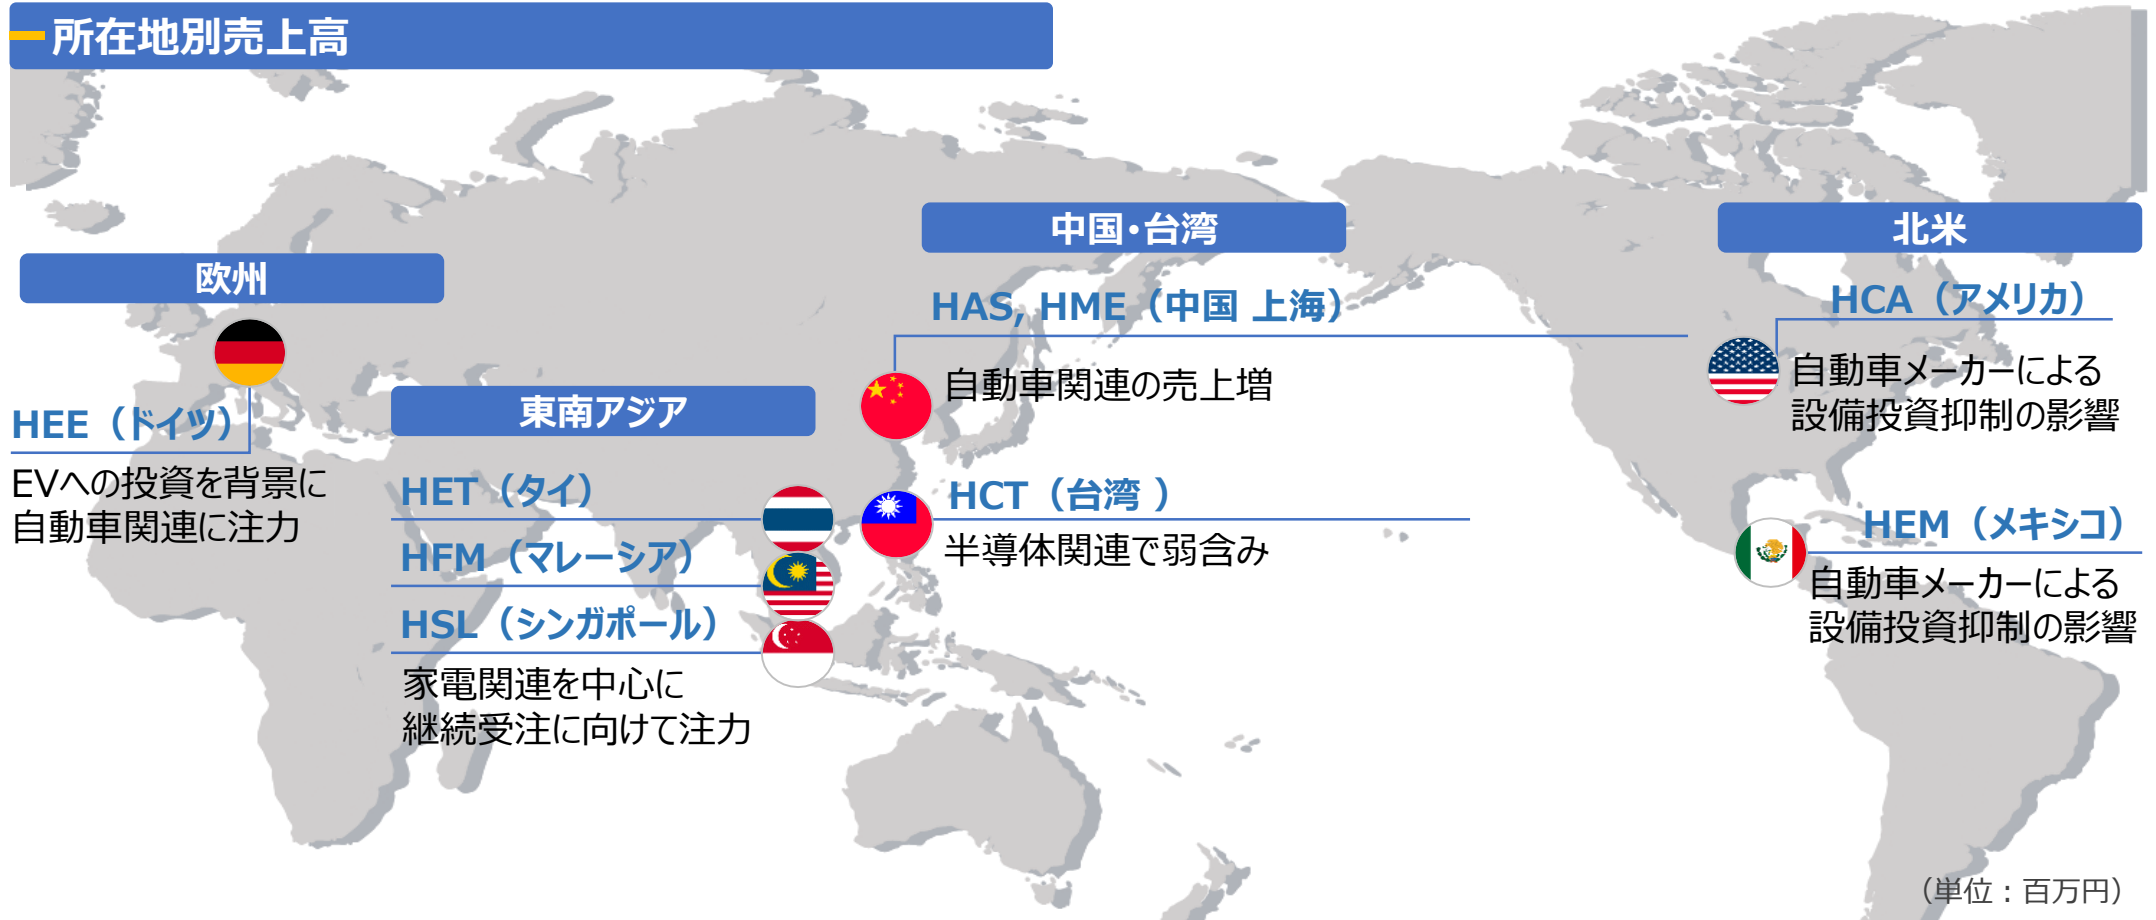 所在地別売上高
欧州
HEE（ドイツ）
EVへの投資を背景に
自動車関連に注力
東南アジア
HET（タイ）
HFM（マレーシア）
HSL（シンガポール）
家電関連を中心に
継続受注に向けて注力
中国・台湾
HAS, HME（中国 上海）
自動車関連の売上増
HCT（台湾 ）
半導体関連で弱含み
北米
HCA（アメリカ）
自動車メーカーによる
設備投資抑制の影響
HEM（メキシコ）
自動車メーカーによる
設備投資抑制の影響
（単位：百万円）